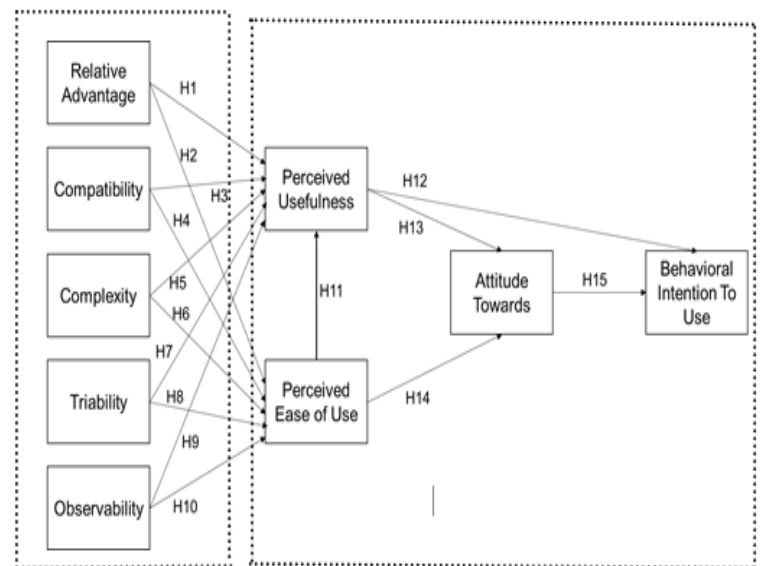 Relative
Advantage
H1
H2
Compatibility
H3
H4
Perceived
Usefulness
H12
H13
Complexity
H5
H6
H11
Attitude
Towards
H15
Behavioral
Intention To
Use
H7
Triability
H8
Perceived
Ease of Use
H14
H9
Observability
H10